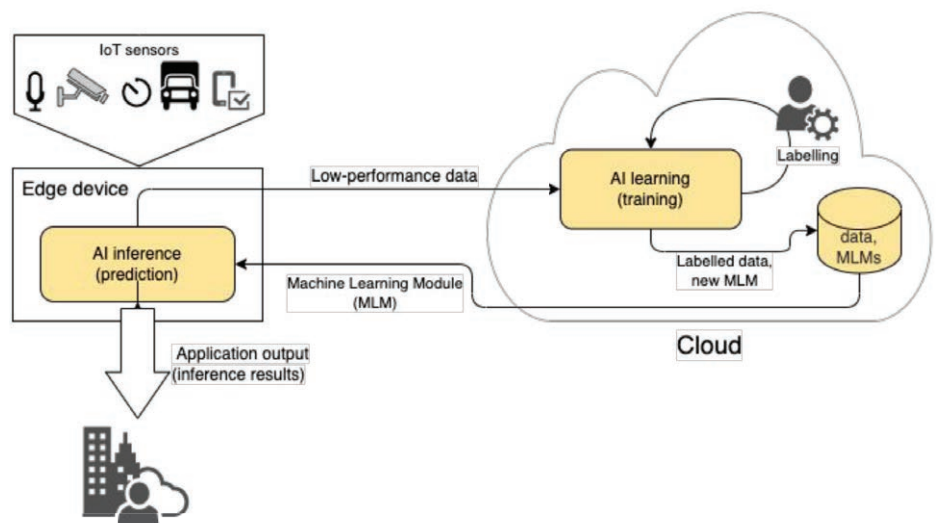 IoT sensors
Edge device
Low-performance data
AI inference
(prediction)
Machine Learning Module
(MLM)
Application output
(inference results)
Labelling
AI learning
(training)
data,
MLMs
Labelled data,
new MLM
Cloud